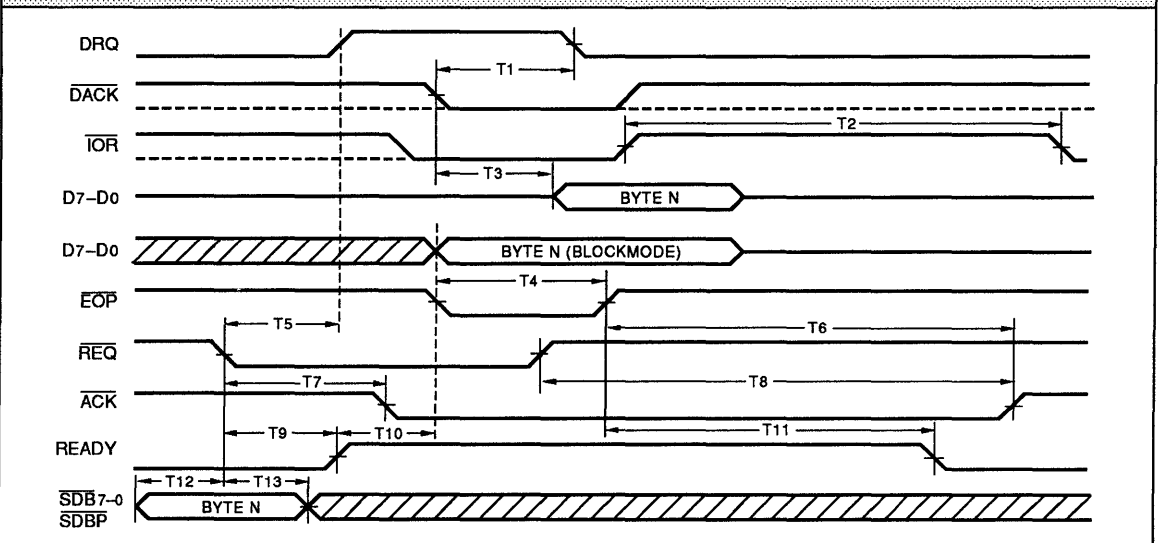 DRQ
T1
DACK
T2
IOR
T3
D7–D0
BYTE N
D7–D0
BYTE N (BLOCKMODE)
T4
EOP
T5
T6
REQ
T7
T8
ACK
T9
T10
T11
READY
T12
T13
SDB7-0
BYTE N
SDBP